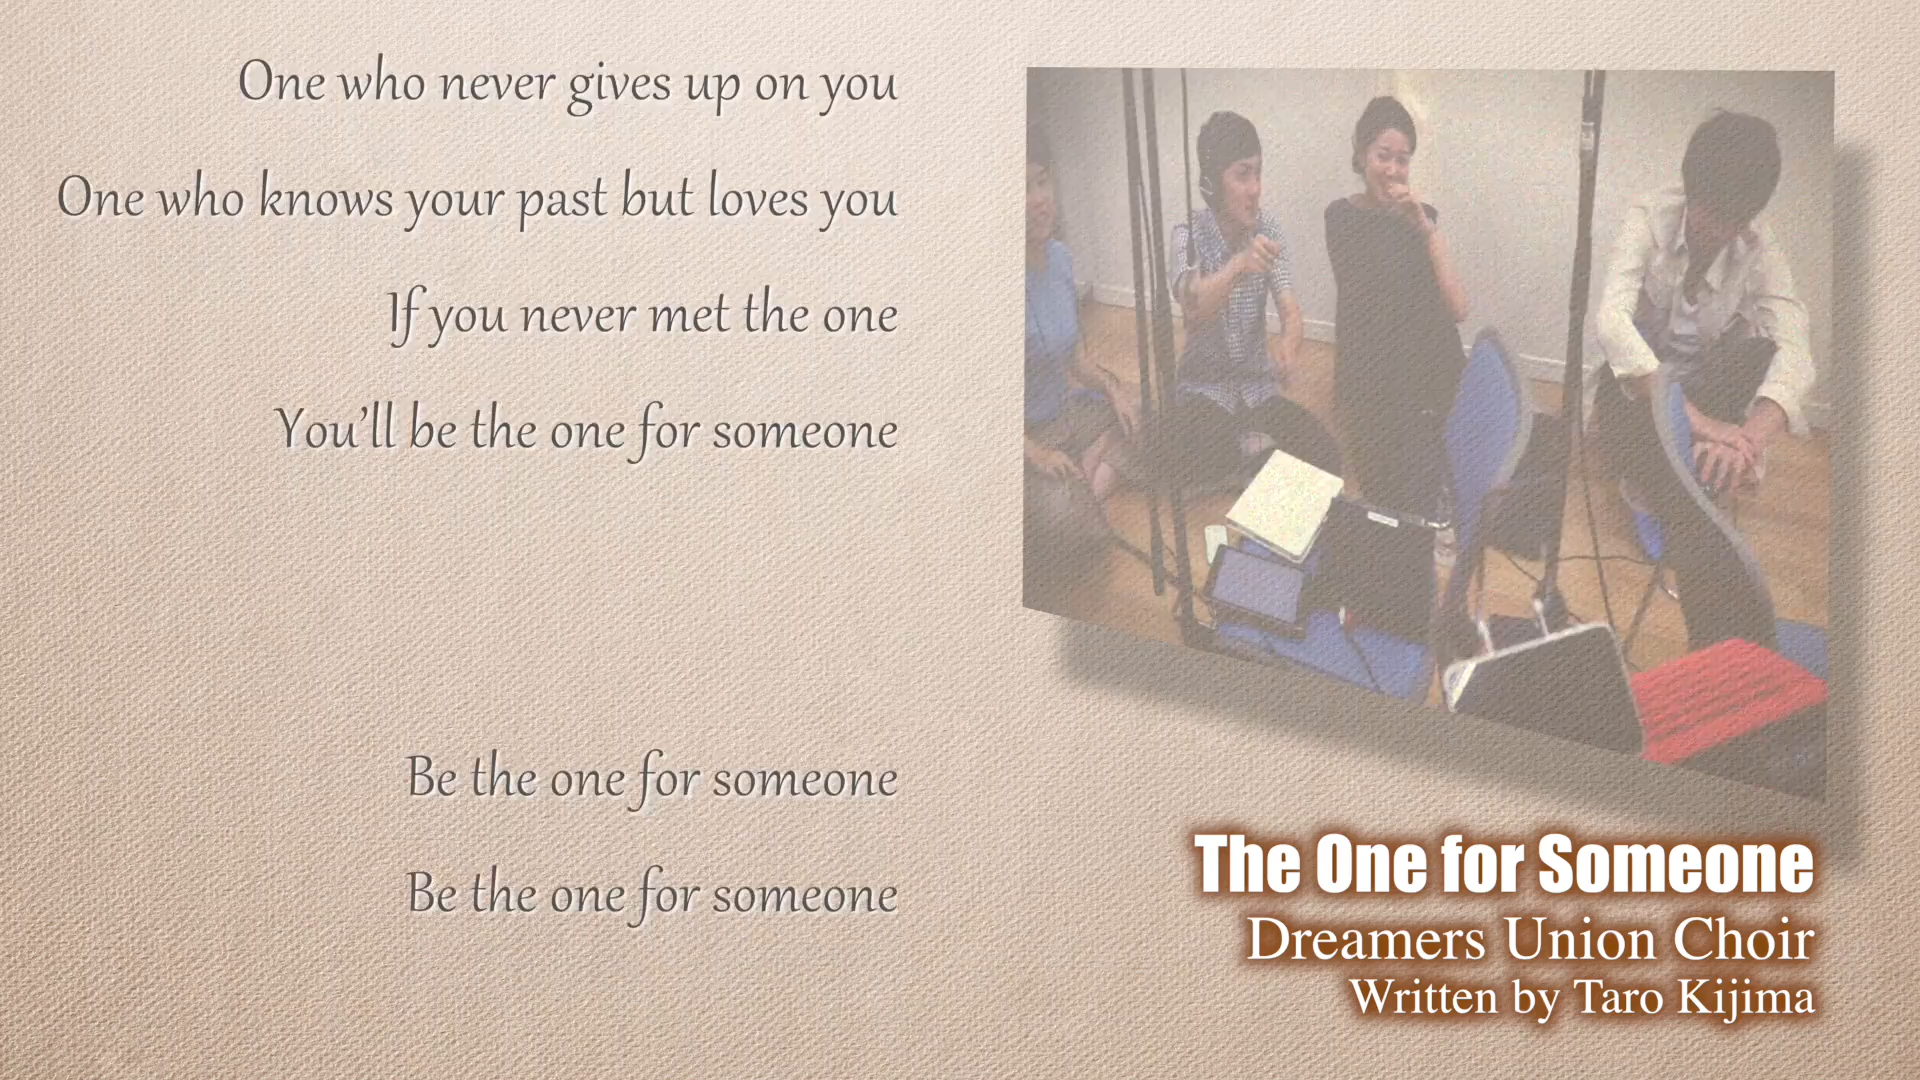 One who never gives up on you
One who knows your past but loves you
If you never met the one
You'll be the one for someone
Be the one for someone
Be the one for someone
The One for Someone
Dreamers Union Choir
Written by Taro Kijima